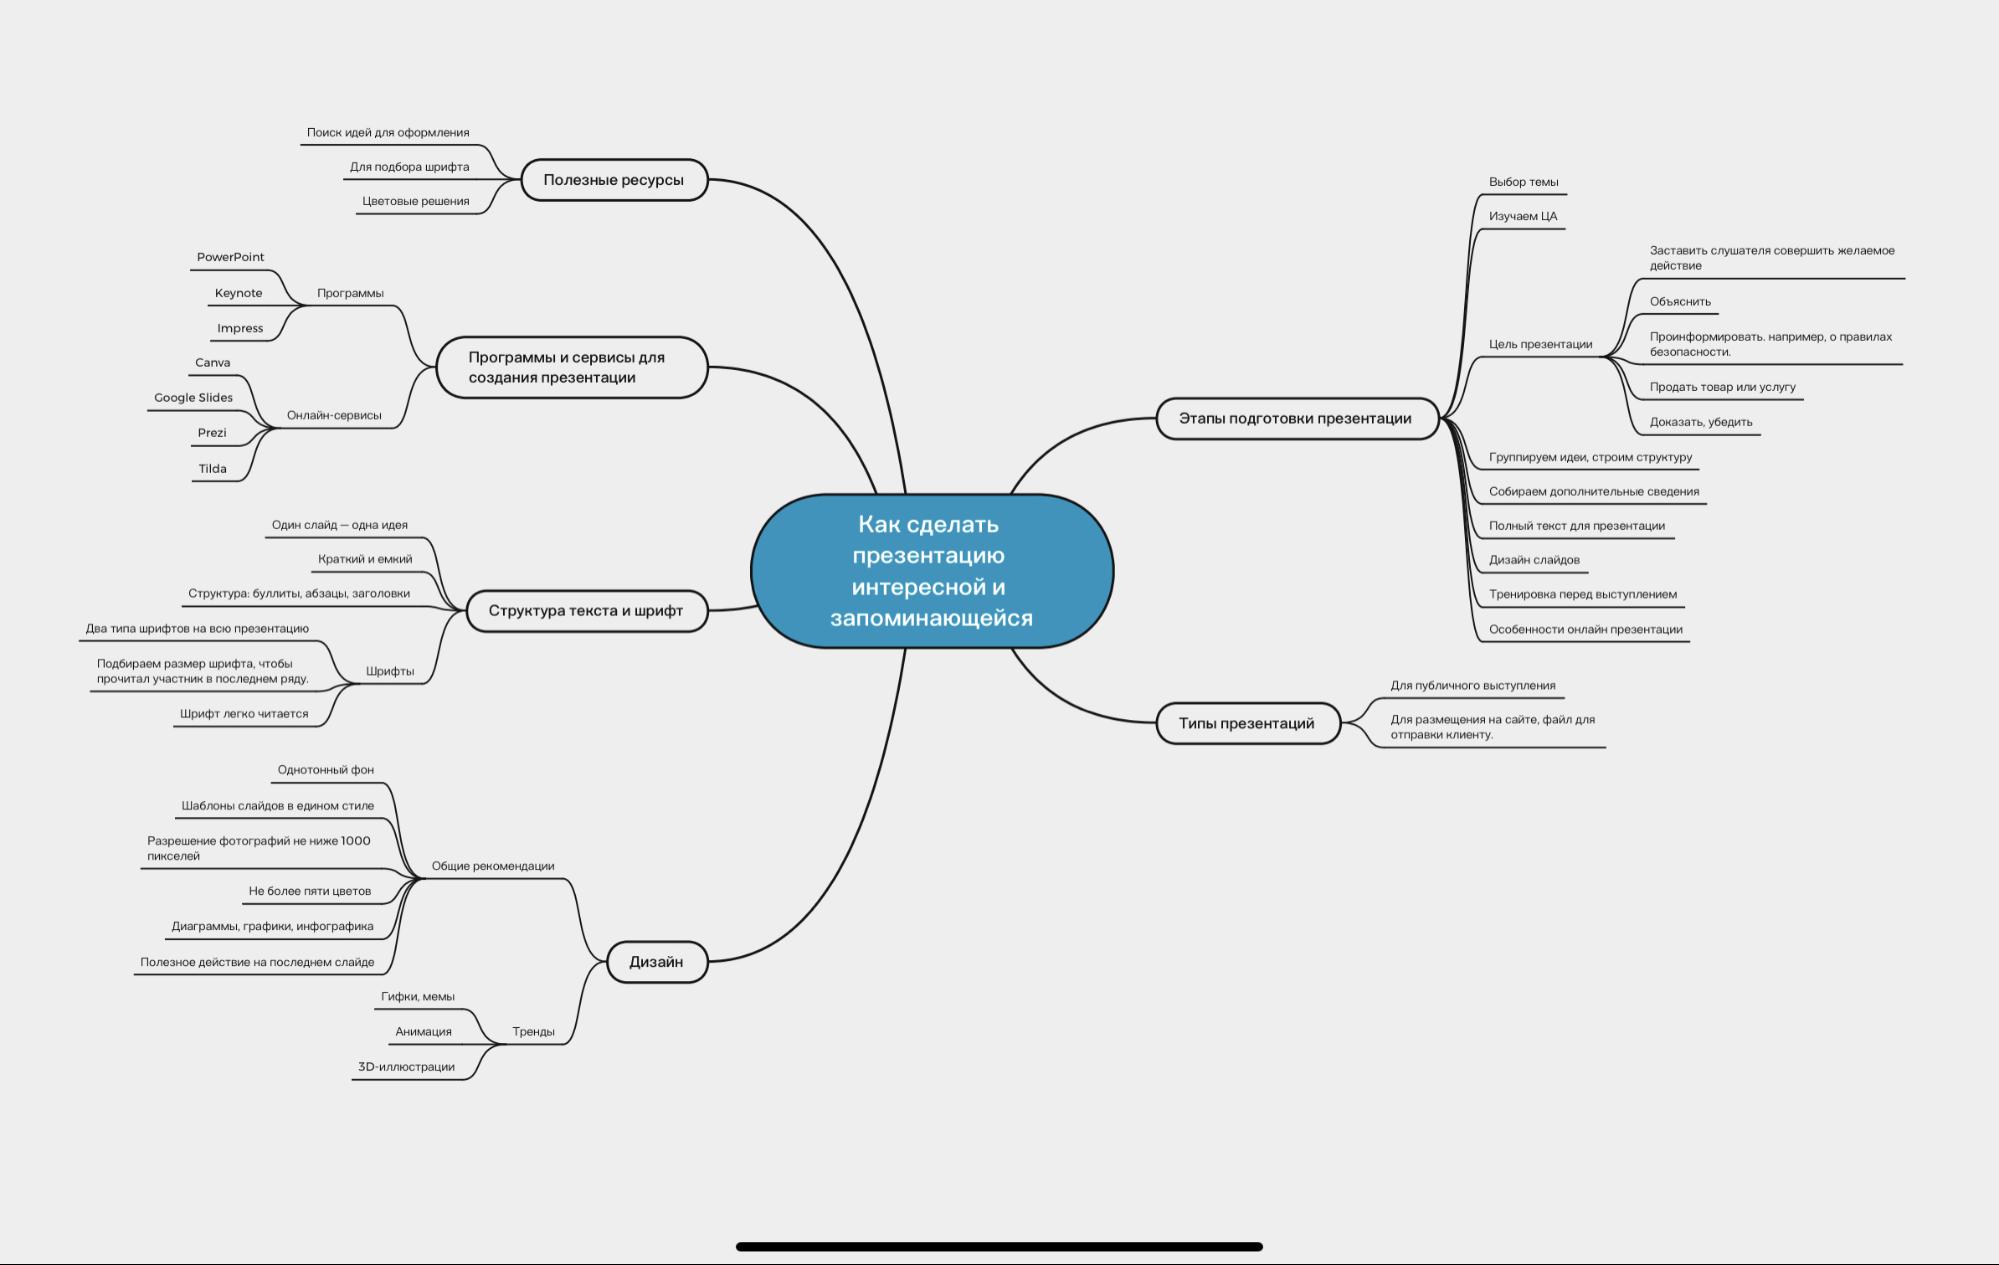 Как сделать
презентацию
интересной и
запоминающейся
Этапы подготовки презентации
Выбор темы
Изучаем ЦА
Цель презентации
Заставить слушателя совершить желаемое
действие
Объяснить
Проинформировать. например, о правилах
безопасности.
Продать товар или услугу
Доказать, убедить
Группируем идеи, строим структуру
Собираем дополнительные сведения
Полный текст для презентации
Дизайн слайдов
Тренировка перед выступлением
Особенности онлайн презентации
Типы презентаций
Для публичного выступления
Для размещения на сайте, файл для
отправки клиенту.
Полезные ресурсы
Поиск идей для оформления
Для подбора шрифта
Цветовые решения
Программы и сервисы для
создания презентации
Программы
PowerPoint
Keynote
Impress
Онлайн-сервисы
Canva
Google Slides
Prezi
Tilda
Структура текста и шрифт
Один слайд — одна идея
Краткий и емкий
Структура: буллиты, абзацы, заголовки
Шрифты
Два типа шрифтов на всю презентацию
Подбираем размер шрифта, чтобы
прочитал участник в последнем ряду.
Шрифт легко читается
Дизайн
Общие рекомендации
Однотонный фон
Шаблоны слайдов в едином стиле
Разрешение фотографий не ниже 1000
пикселей
Не более пяти цветов
Диаграммы, графики, инфографика
Полезное действие на последнем слайде
Тренды
Гифки, мемы
Анимация
3D-иллюстрации